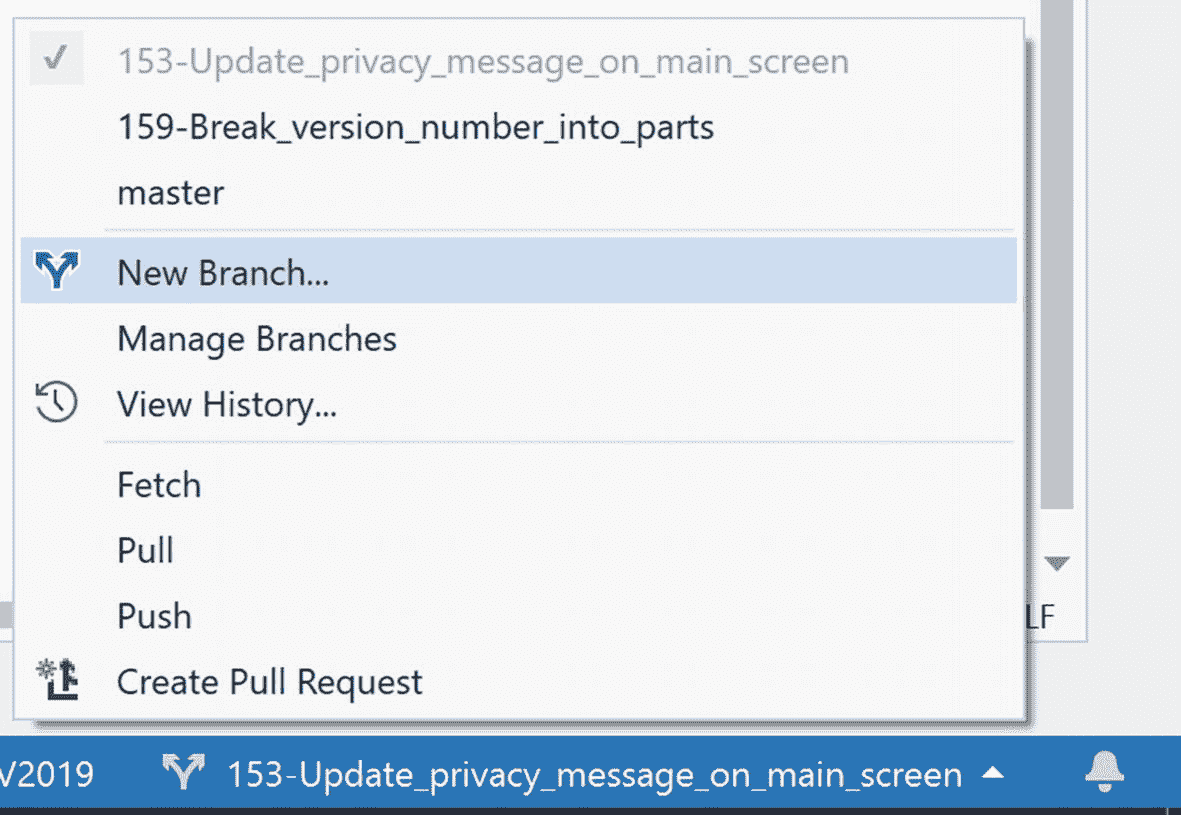 153-Update_privacy_message_on_main_screen
159-Break_version_number_into_parts
master
New Branch...
Manage Branches
View History...
Fetch
Pull
Push
LF
Create Pull Request
V2019 153-Update_privacy_message_on_main_screen